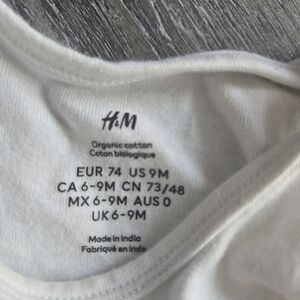 H&M
Organic cotton
Coton biologique
EUR 74 US 9M
CA 6-9M CN 73/48
MX 6-9M AUS 0
UK 6-9M
Made in India
Fabriqué en Inde